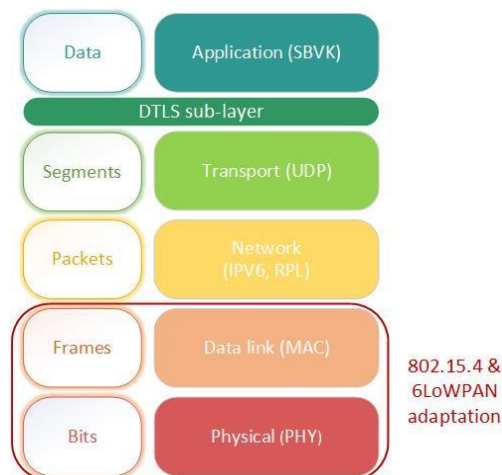 Data
Application (SBVK)
DTLS sub-layer
Segments
Transport (UDP)
Packets
Network
(IPV6, RPL)
Frames
Data link (MAC)
Bits
Physical (PHY)
802.15.4 &
6LoWPAN
adaptation